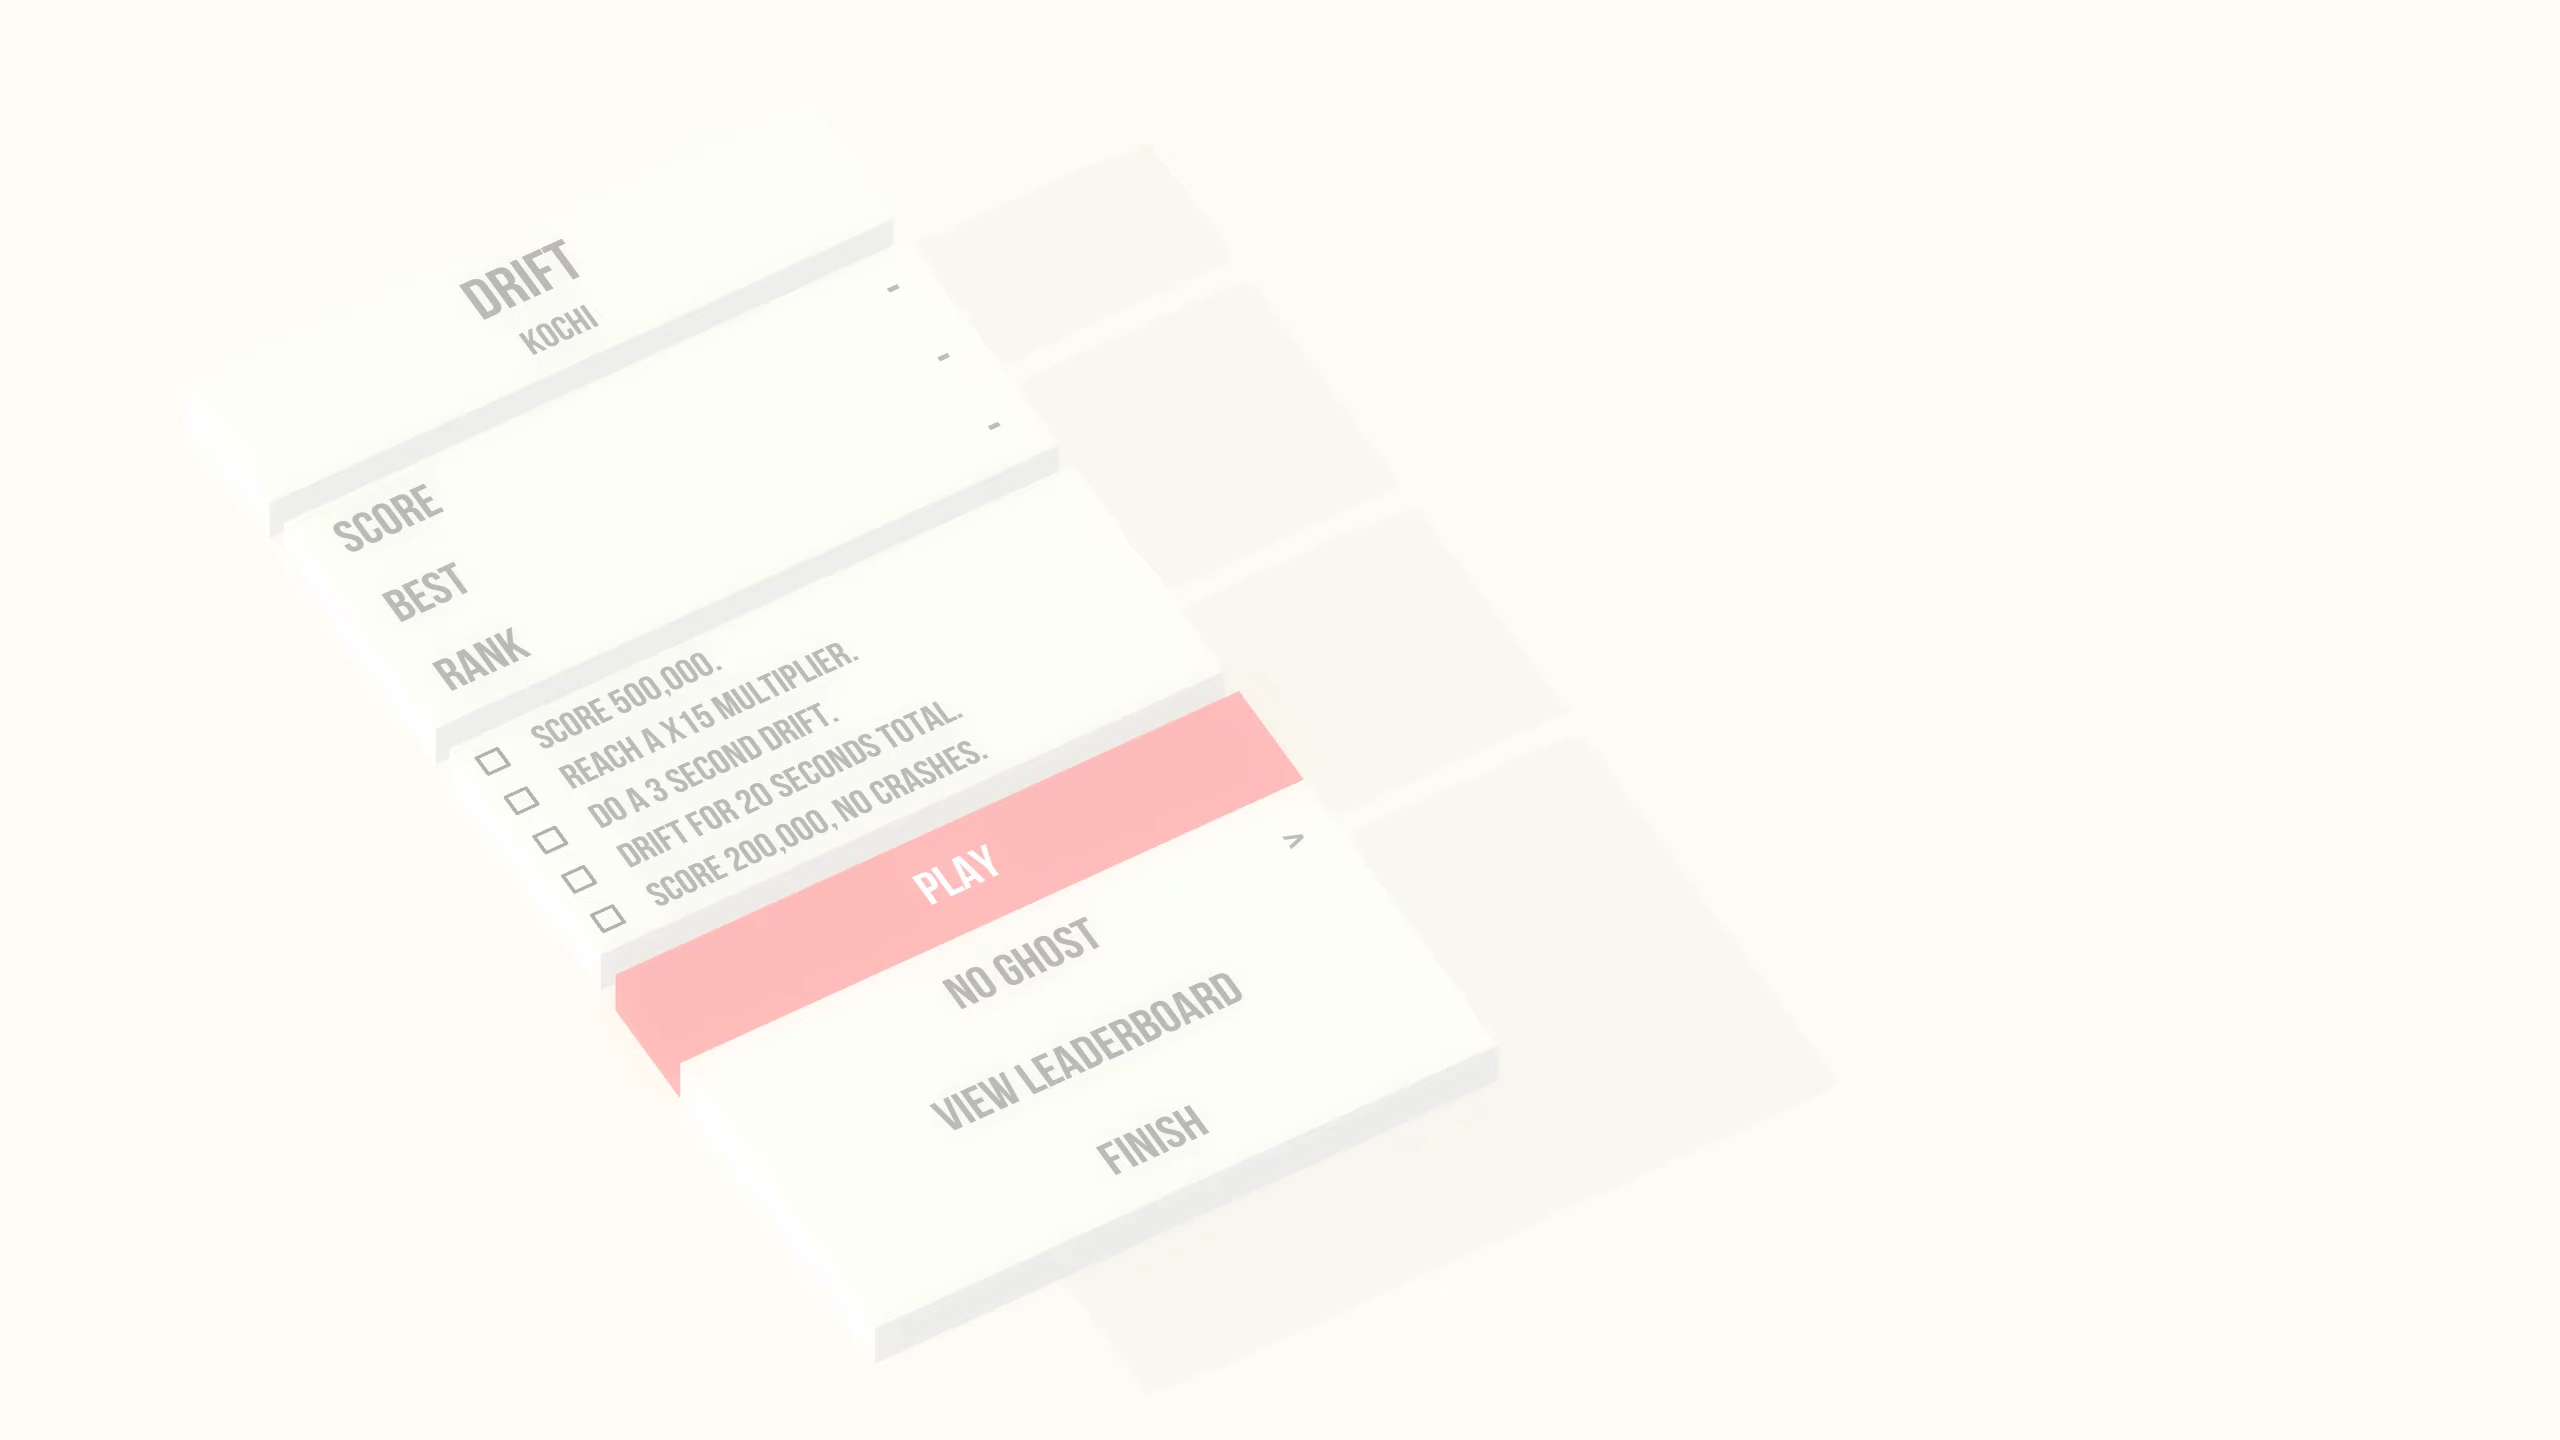 DRIFT
KOCHI
SCORE -
BEST -
RANK -
SCORE 500,000.
REACH A X15 MULTIPLIER.
DO A 3 SECOND DRIFT.
DRIFT FOR 20 SECONDS TOTAL.
SCORE 200,000, NO CRASHES.
PLAY
NO GHOST >
VIEW LEADERBOARD
FINISH